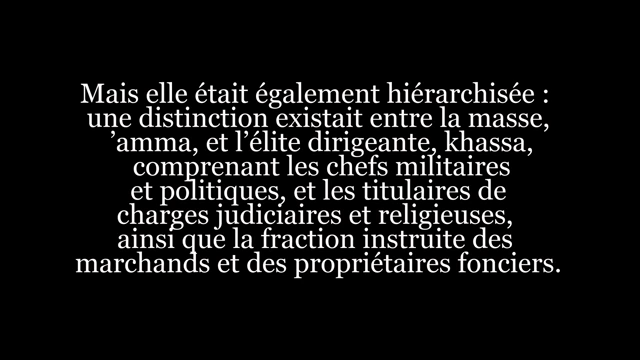 Mais elle était également hiérarchisée :
une distinction existait entre la masse,
’amma, et l’élite dirigeante, khassa,
comprenant les chefs militaires
et politiques, et les titulaires de
charges judiciaires et religieuses,
ainsi que la fraction instruite des
marchands et des propriétaires fonciers.